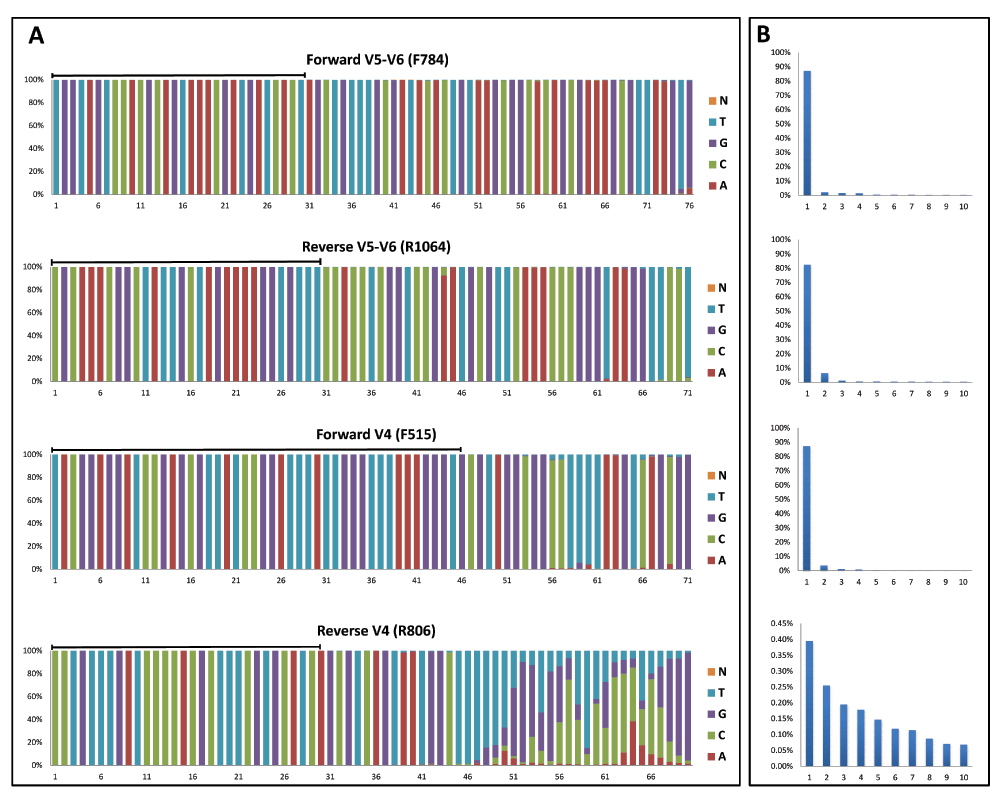 A
Forward V5-V6 (F784)
100%
80%
60%
40%
20%
0%
1 6 11 16 21 26 31 36 41 46 51 56 61 66 71 76
N
T
G
C
A
Reverse V5-V6 (R1064)
100%
80%
60%
40%
20%
0%
1 6 11 16 21 26 31 36 41 46 51 56 61 66 71
N
T
G
C
A
Forward V4 (F515)
100%
80%
60%
40%
20%
0%
1 6 11 16 21 26 31 36 41 46 51 56 61 66 71
N
T
G
C
A
Reverse V4 (R806)
100%
80%
60%
40%
20%
0%
1 6 11 16 21 26 31 36 41 46 51 56 61 66
N
T
G
C
A
B
100%
90%
80%
70%
60%
50%
40%
30%
20%
10%
0%
1 2 3 4 5 6 7 8 9 10
100%
90%
80%
70%
60%
50%
40%
30%
20%
10%
0%
1 2 3 4 5 6 7 8 9 10
100%
90%
80%
70%
60%
50%
40%
30%
20%
10%
0%
1 2 3 4 5 6 7 8 9 10
0.45%
0.40%
0.35%
0.30%
0.25%
0.20%
0.15%
0.10%
0.05%
0.00%
1 2 3 4 5 6 7 8 9 10